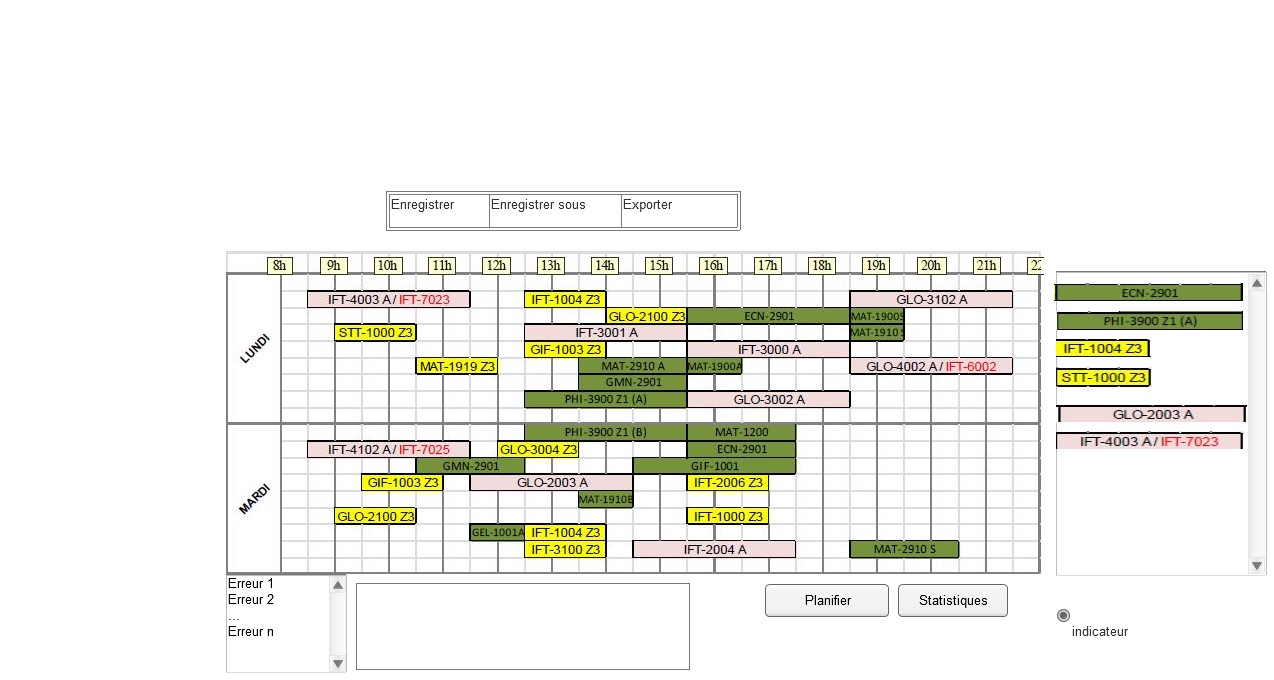 Enregistrer Enregistrer sous Exporter
8h 9h 10h 11h 12h 13h 14h 15h 16h 17h 18h 19h 20h 21h 22
LUNDI
IFT-4003 A / IFT-7023 IFT-1004 Z3 GLO-3102 A
GLO-2100 Z3 ECN-2901 MAT-1900S
STT-1000 Z3 IFT-3001 A MAT-1910 S
GIF-1003 Z3 IFT-3000 A
MAT-1919 Z3 MAT-2910 A MAT-1900A GLO-4002 A / IFT-6002
GMN-2901
PHI-3900 Z1 (A) GLO-3002 A
MARDI
PHI-3900 Z1 (B) MAT-1200
IFT-4102 A / IFT-7025 GLO-3004 Z3 ECN-2901
GMN-2901 GIF-1001
GIF-1003 Z3 GLO-2003 A IFT-2006 Z3
MAT-1910B
GLO-2100 Z3 IFT-1000 Z3
GEL-1001A IFT-1004 Z3
IFT-3100 Z3 IFT-2004 A MAT-2910 S
ECN-2901
PHI-3900 Z1 (A)
IFT-1004 Z3
STT-1000 Z3
GLO-2003 A
IFT-4003 A / IFT-7023
Erreur 1
Erreur 2
...
Erreur n
Planifier Statistiques
indicateur